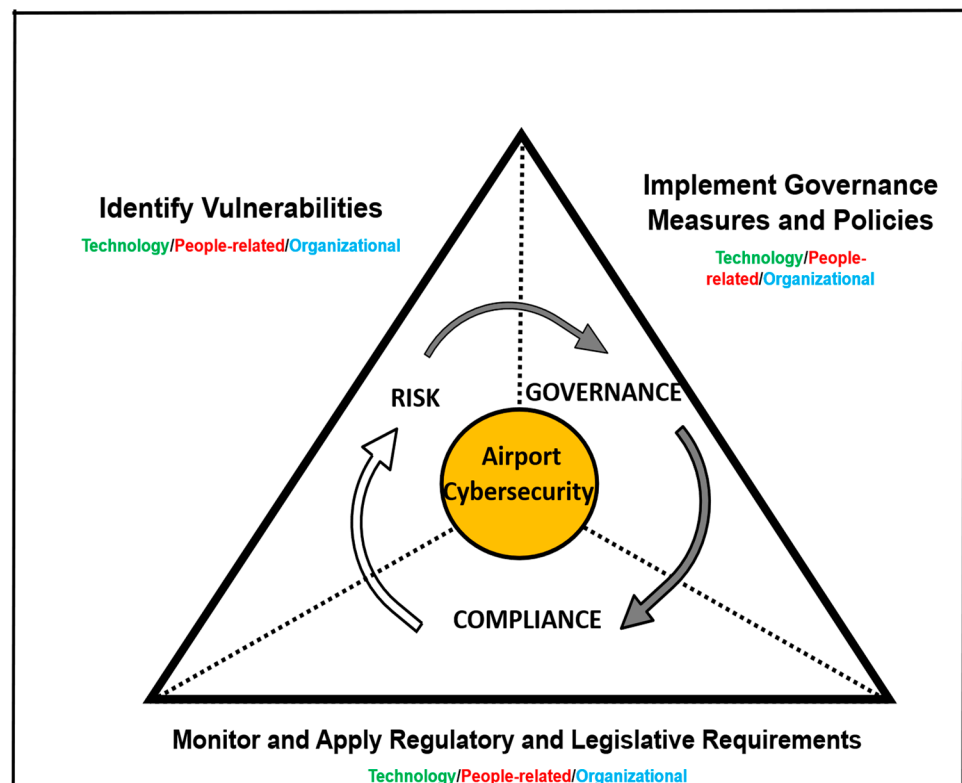 Identify Vulnerabilities
Technology/People-related/Organizational
Implement Governance
Measures and Policies
Technology/People-
related/Organizational
RISK
GOVERNANCE
Airport
Cybersecurity
COMPLIANCE
Monitor and Apply Regulatory and Legislative Requirements
Technology/People-related/Organizational